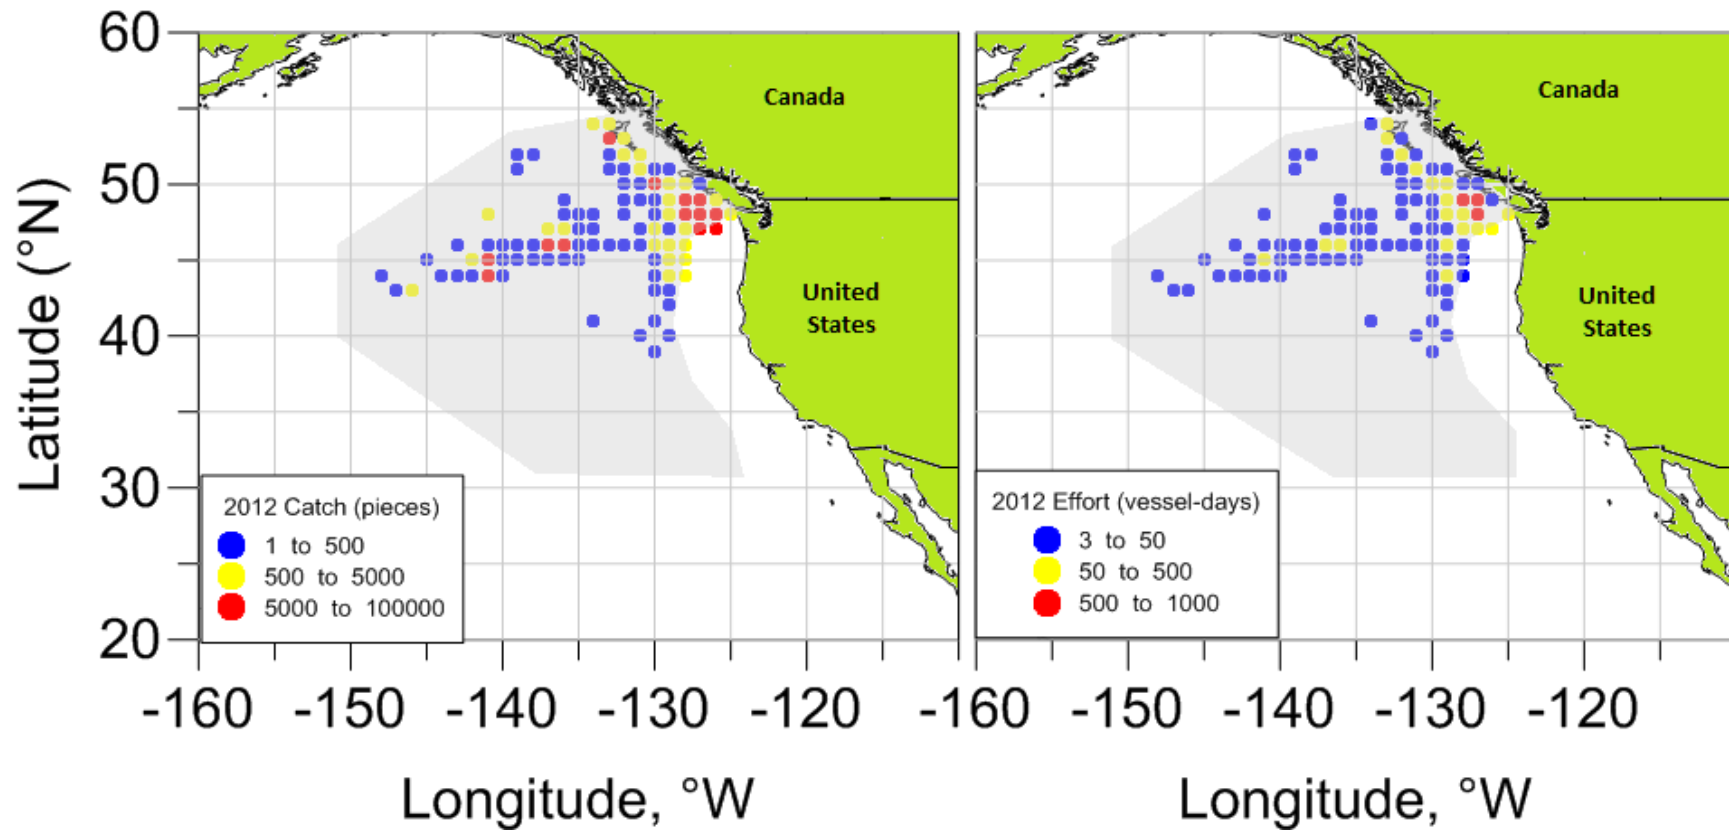 60
50
40
30
20
Latitude (°N)
Canada
United
States
2012 Catch (pieces)
1 to 500
500 to 5000
5000 to 100000
-160 -150 -140 -130 -120
Longitude, °W
Canada
United
States
2012 Effort (vessel-days)
3 to 50
50 to 500
500 to 1000
-160 -150 -140 -130 -120
Longitude, °W